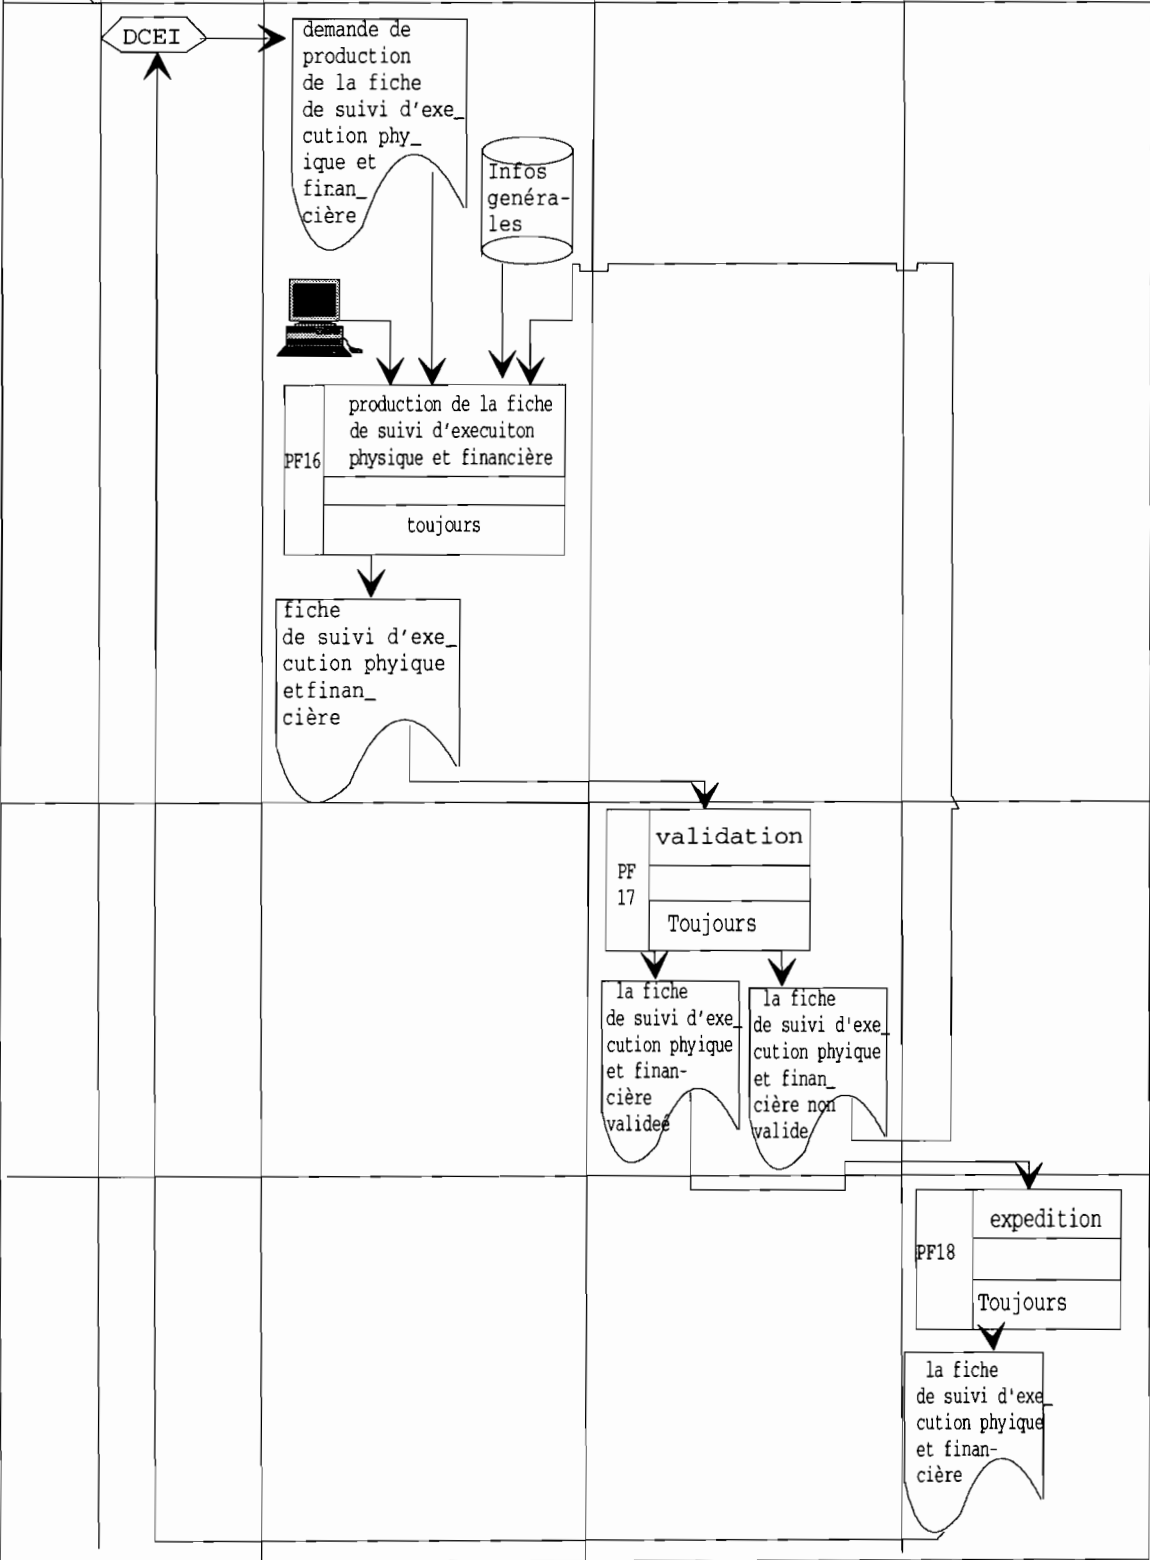 DCEI
demande de
production
de la fiche
de suivi d'exe_
cution phy_
ique et
finan_
cière
Infos
genéra-
les
PF16
production de la fiche
de suivi d'execuiton
physique et financière
toujours
fiche
de suivi d'exe_
cution phyique
etfinan_
cière
PF
17
validation
Toujours
la fiche
de suivi d'exe_
cution phyique
et finan-
cière
valideé
la fiche
de suivi d'exe_
cution phyique
et finan_
cière non
valide
PF18
expedition
Toujours
la fiche
de suivi d'exe_
cution phyique
et finan-
cière